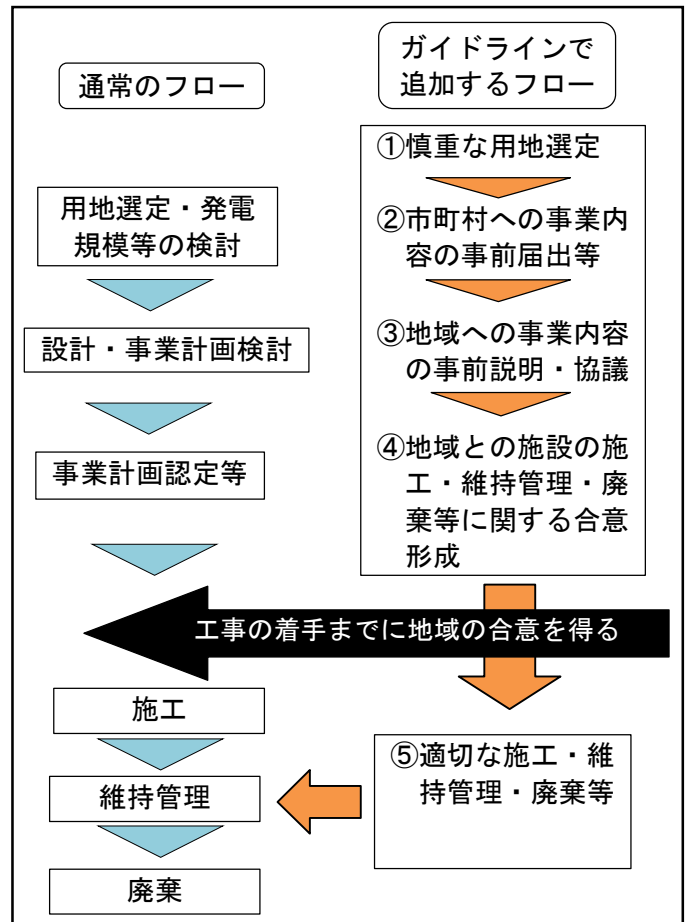 通常のフロー
用地選定・発電
規模等の検討
設計・事業計画検討
事業計画認定等
ガイドラインで
追加するフロー
①慎重な用地選定
②市町村への事業内
容の事前届出等
③地域への事業内容
の事前説明・協議
④地域との施設の施
工・維持管理・廃
棄等に関する合意
形成
工事の着手までに地域の合意を得る
施工
維持管理
廃棄
⑤適切な施工・維
持管理・廃棄等